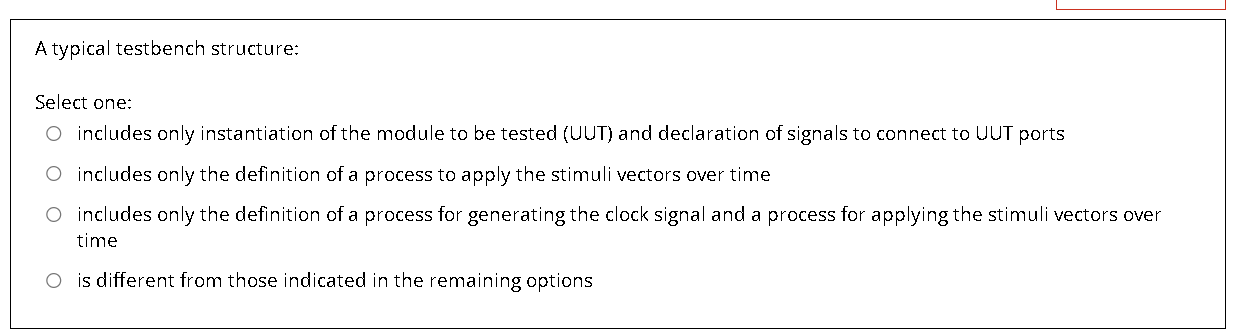 A typical testbench structure:
Select one:
includes only instantiation of the module to be tested (UUT) and declaration of signals to connect to UUT ports
includes only the definition of a process to apply the stimuli vectors over time
includes only the definition of a process for generating the clock signal and a process for applying the stimuli vectors over
time
is different from those indicated in the remaining options